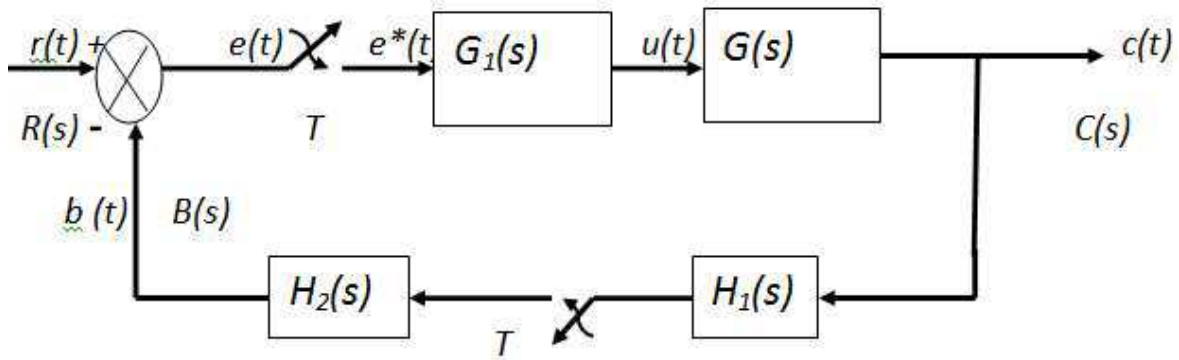 r(t) + e(t) e*(t G₁(s) u(t) G(s) c(t)
R(s) - T C(s)
b (t) B(s) H₂(s) H₁(s)
T